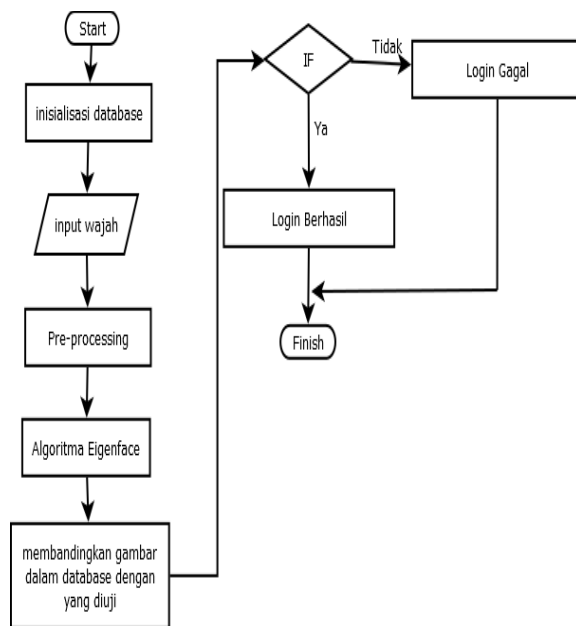 Start
inisialisasi database
input wajah
Pre-processing
Algoritma Eigenface
membandingkan gambar
dalam database dengan
yang diuji
IF
Tidak
Login Gagal
Ya
Login Berhasil
Finish